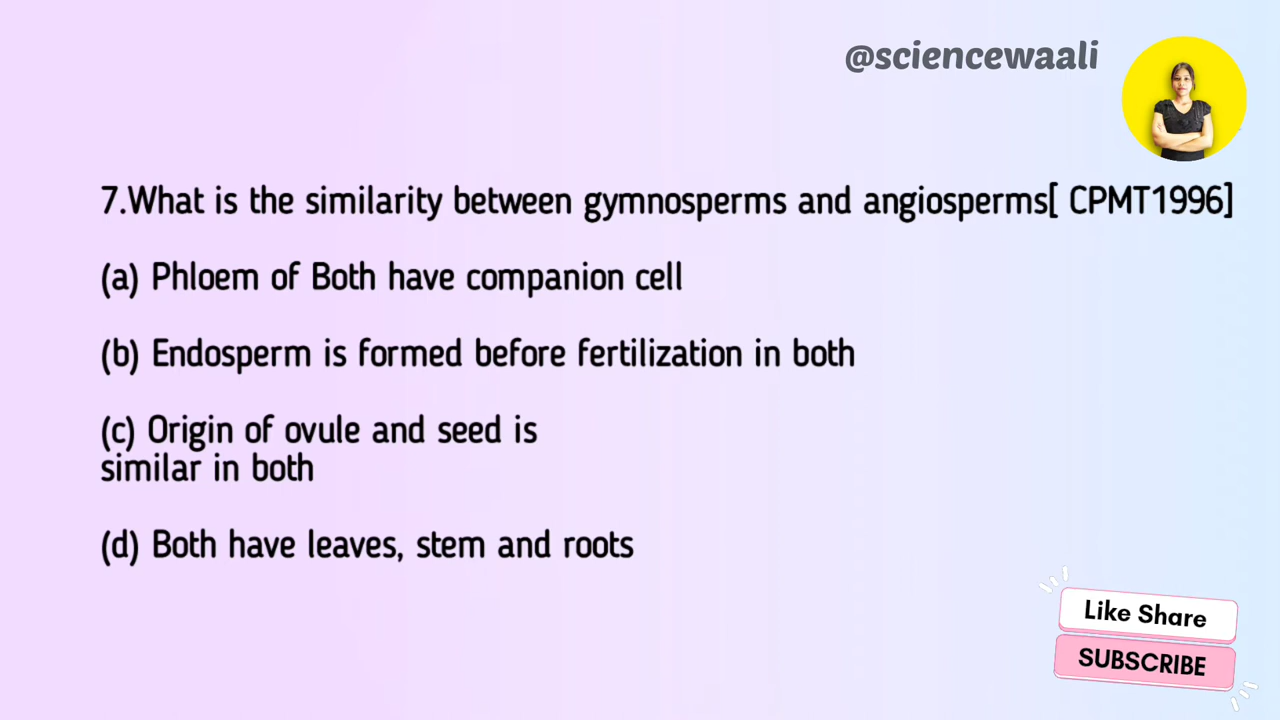 @sciencewaali
7.What is the similarity between gymnosperms and angiosperms[ CPMT1996]
(a) Phloem of Both have companion cell
(b) Endosperm is formed before fertilization in both
(c) Origin of ovule and seed is
similar in both
(d) Both have leaves, stem and roots
Like Share
SUBSCRIBE